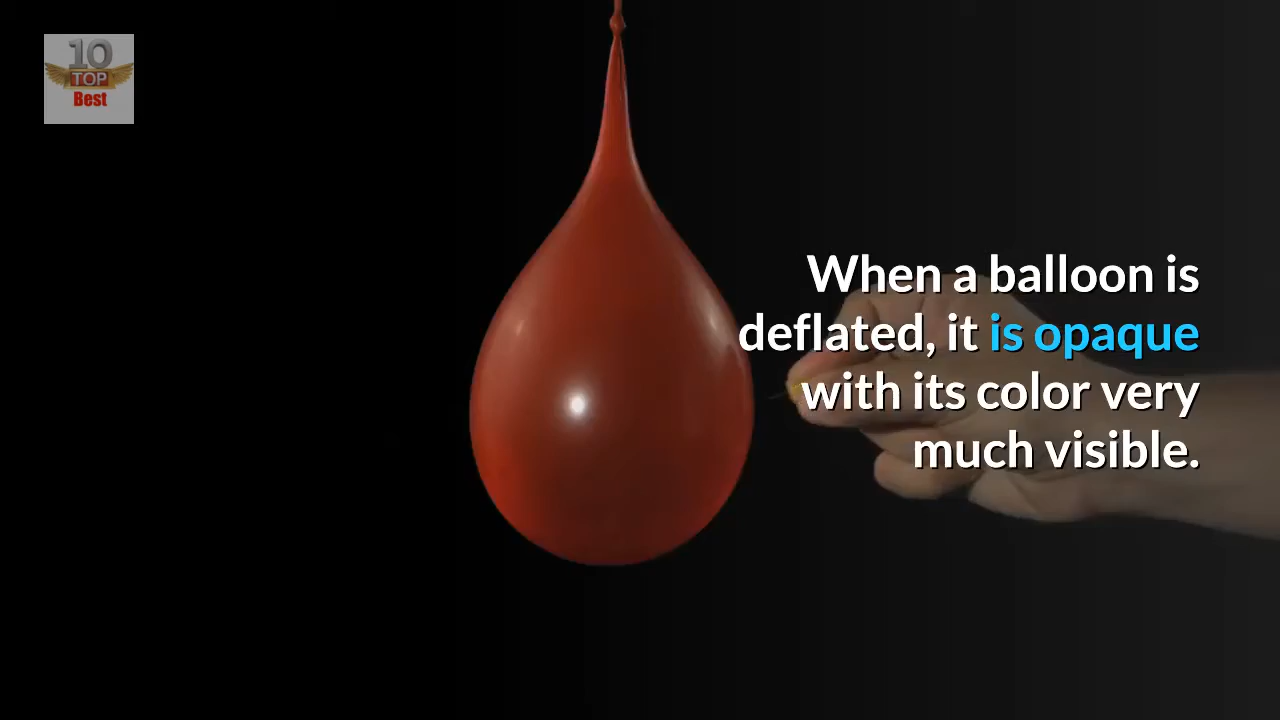 10
TOP
Best
When a balloon is
deflated, it is opaque
with its color very
much visible.